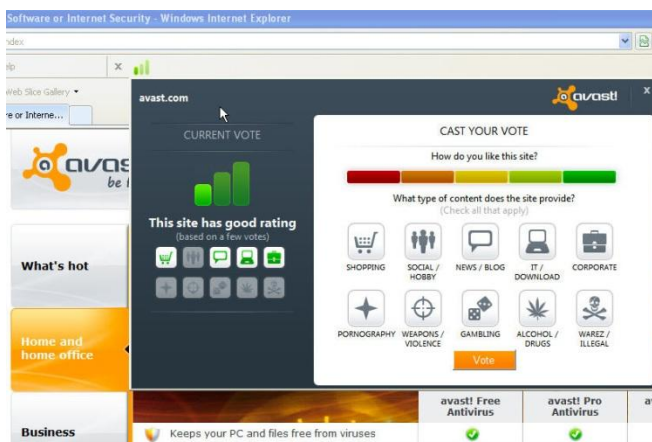 Software or Internet Security - Windows Internet Explorer
ndex
elp
x
Web Slice Gallery
re or Interne...
avast.com
avast!
x
CURRENT VOTE
This site has good rating
(based on a few votes)
CAST YOUR VOTE
How do you like this site?
What type of content does the site provide?
(Check all that apply)
SHOPPING
SOCIAL /
HOBBY
NEWS / BLOG
IT /
DOWNLOAD
CORPORATE
PORNOGRAPHY
WEAPONS /
VIOLENCE
GAMBLING
ALCOHOL /
DRUGS
WAREZ /
ILLEGAL
Vote
avas
be
What's hot
Home and
home office
Business
avast! Free
Antivirus
avast! Pro
Antivirus
Keeps your PC and files free from viruses